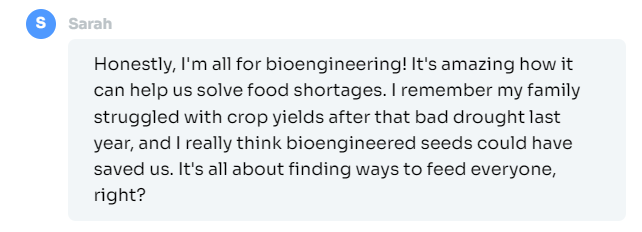 S
Sarah
Honestly, I'm all for bioengineering! It's amazing how it
can help us solve food shortages. I remember my family
struggled with crop yields after that bad drought last
year, and I really think bioengineered seeds could have
saved us. It's all about finding ways to feed everyone,
right?